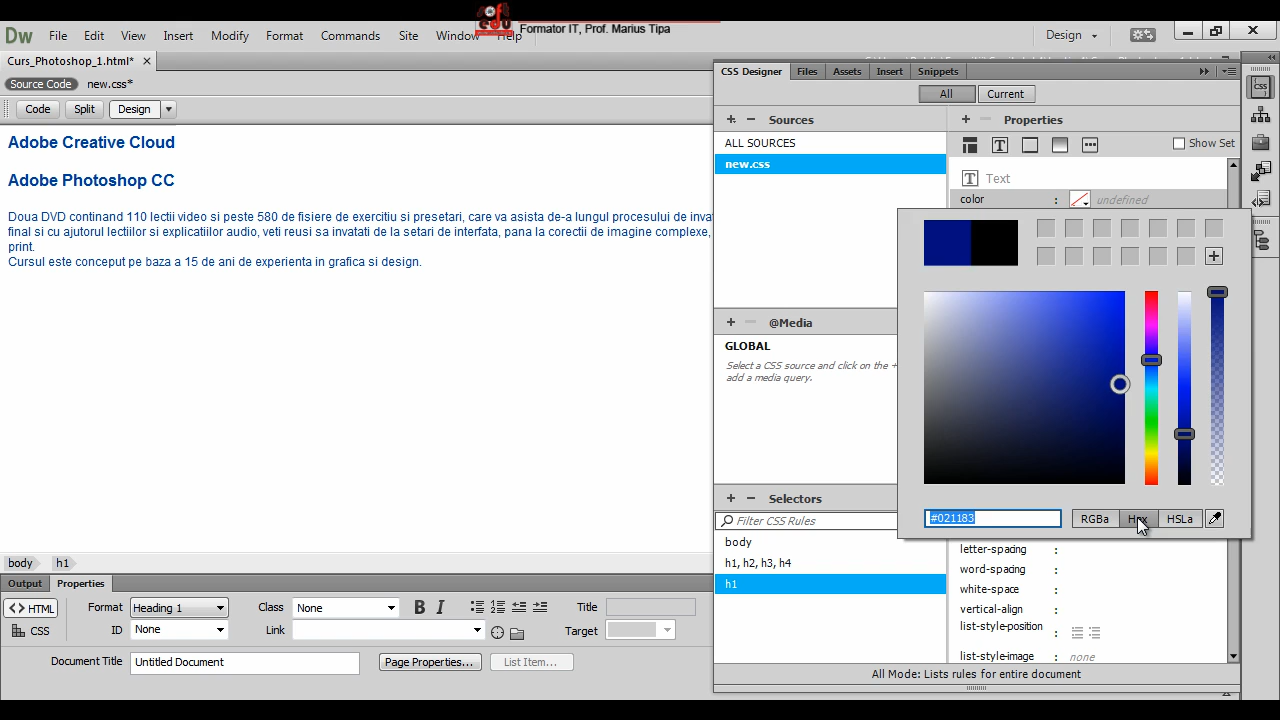 soft
edu
Formator IT, Prof. Marius Tipa
Dw
File Edit View Insert Modify Format Commands Site Window Help
Design
Curs_Photoshop_1.html*
Source Code new.css*
Code Split Design
Adobe Creative Cloud
Adobe Photoshop CC
Doua DVD continand 110 lectii video si peste 580 de fisiere de exercitiu si presetari, care va asista de-a lungul procesului de invat
final si cu ajutorul lectiilor si explicatiilor audio, veti reusi sa invatati de la setari de interfata, pana la corectii de imagine complexe,
print.
Cursul este conceput pe baza a 15 de ani de experienta in grafica si design.
CSS Designer Files Assets Insert Snippets
All Current
Sources
ALL SOURCES
new.css
Properties
Show Set
Text
color : undefined
@Media
GLOBAL
Select a CSS source and click on the +
add a media query.
#021183 RGBa Hex HSLa
Selectors
Filter CSS Rules
body
h1, h2, h3, h4
h1
letter-spacing :
word-spacing :
white-space :
vertical-align :
list-style-position :
list-style-image : none
All Mode: Lists rules for entire document
body h1
Output Properties
<> HTML Format Heading 1 Class None B I Title
CSS ID None Link Target
Document Title Untitled Document Page Properties... List Item...
CSS